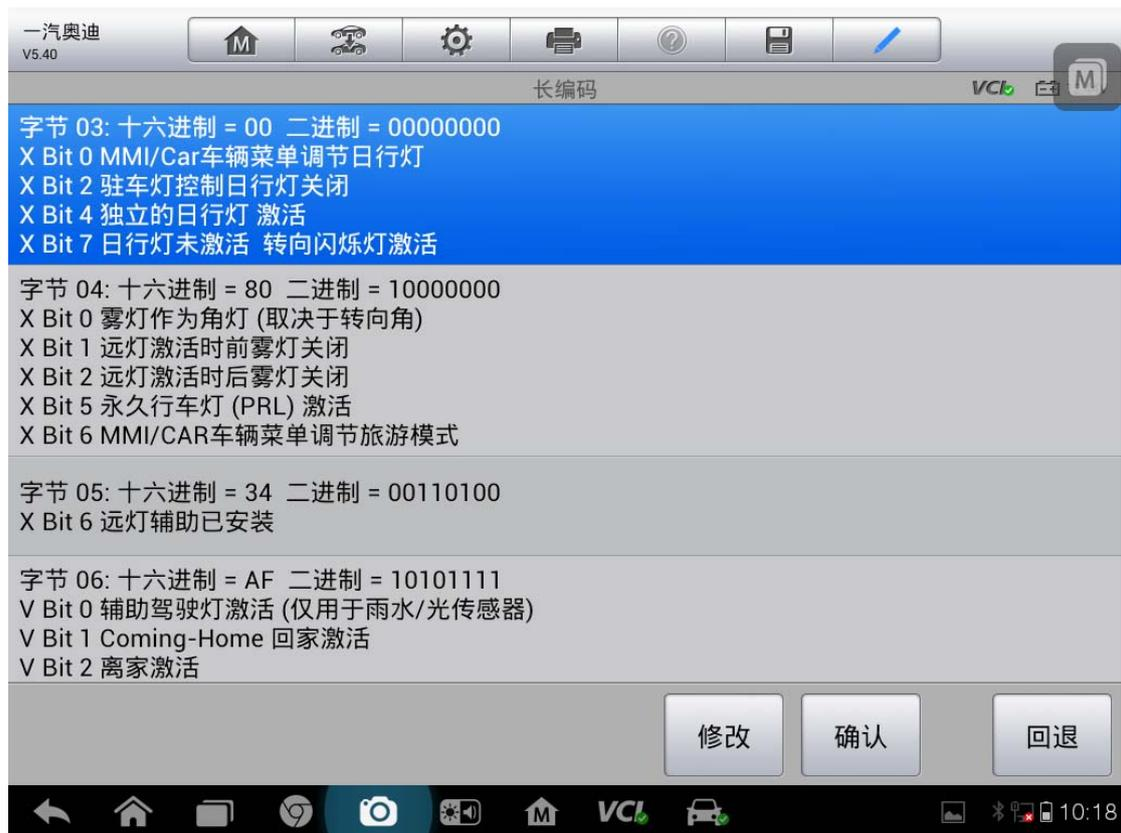 一汽奥迪
V5.40
M
?
长编码
VCI
M
字节 03: 十六进制 = 00 二进制 = 00000000
X Bit 0 MMI/Car车辆菜单调节日行灯
X Bit 2 驻车灯控制日行灯关闭
X Bit 4 独立的日行灯 激活
X Bit 7 日行灯未激活 转向闪烁灯激活
字节 04: 十六进制 = 80 二进制 = 10000000
X Bit 0 雾灯作为角灯 (取决于转向角)
X Bit 1 远灯激活时前雾灯关闭
X Bit 2 远灯激活时后雾灯关闭
X Bit 5 永久行车灯 (PRL) 激活
X Bit 6 MMI/CAR车辆菜单调节旅游模式
字节 05: 十六进制 = 34 二进制 = 00110100
X Bit 6 远灯辅助已安装
字节 06: 十六进制 = AF 二进制 = 10101111
V Bit 0 辅助驾驶灯激活 (仅用于雨水/光传感器)
V Bit 1 Coming-Home 回家激活
V Bit 2 离家激活
修改 确认 回退
M VCI 10:18